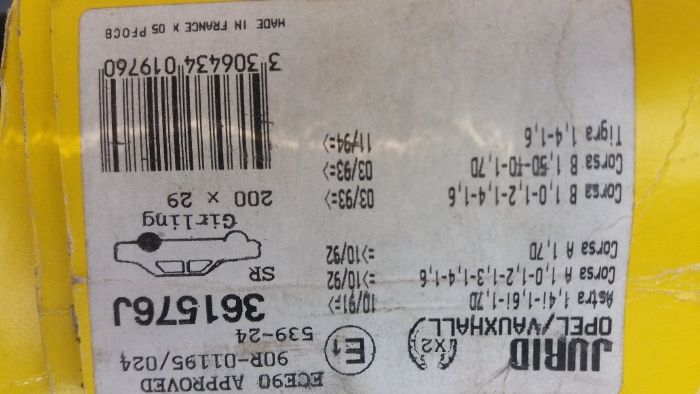 JURID
OPEL/VAUXHALL
X2
E1
ECE90 APPROVED
90R-01195/024
539-24
361576J
Astra 1,4i-1,6i-1,7D 10/91=>
Corsa A 1,0-1,2-1,3-1,4-1,6 =>10/92
Corsa A 1,7D =>10/92
SR
Girling
200 x 29
Corsa B 1,0-1,2-1,4-1,6 03/93=>
Corsa B 1,5D-TD-1,7D 03/93=>
Tigra 1,4-1,6 11/94=>
3 306434 019760
MADE IN FRANCE X 05 PFOCB